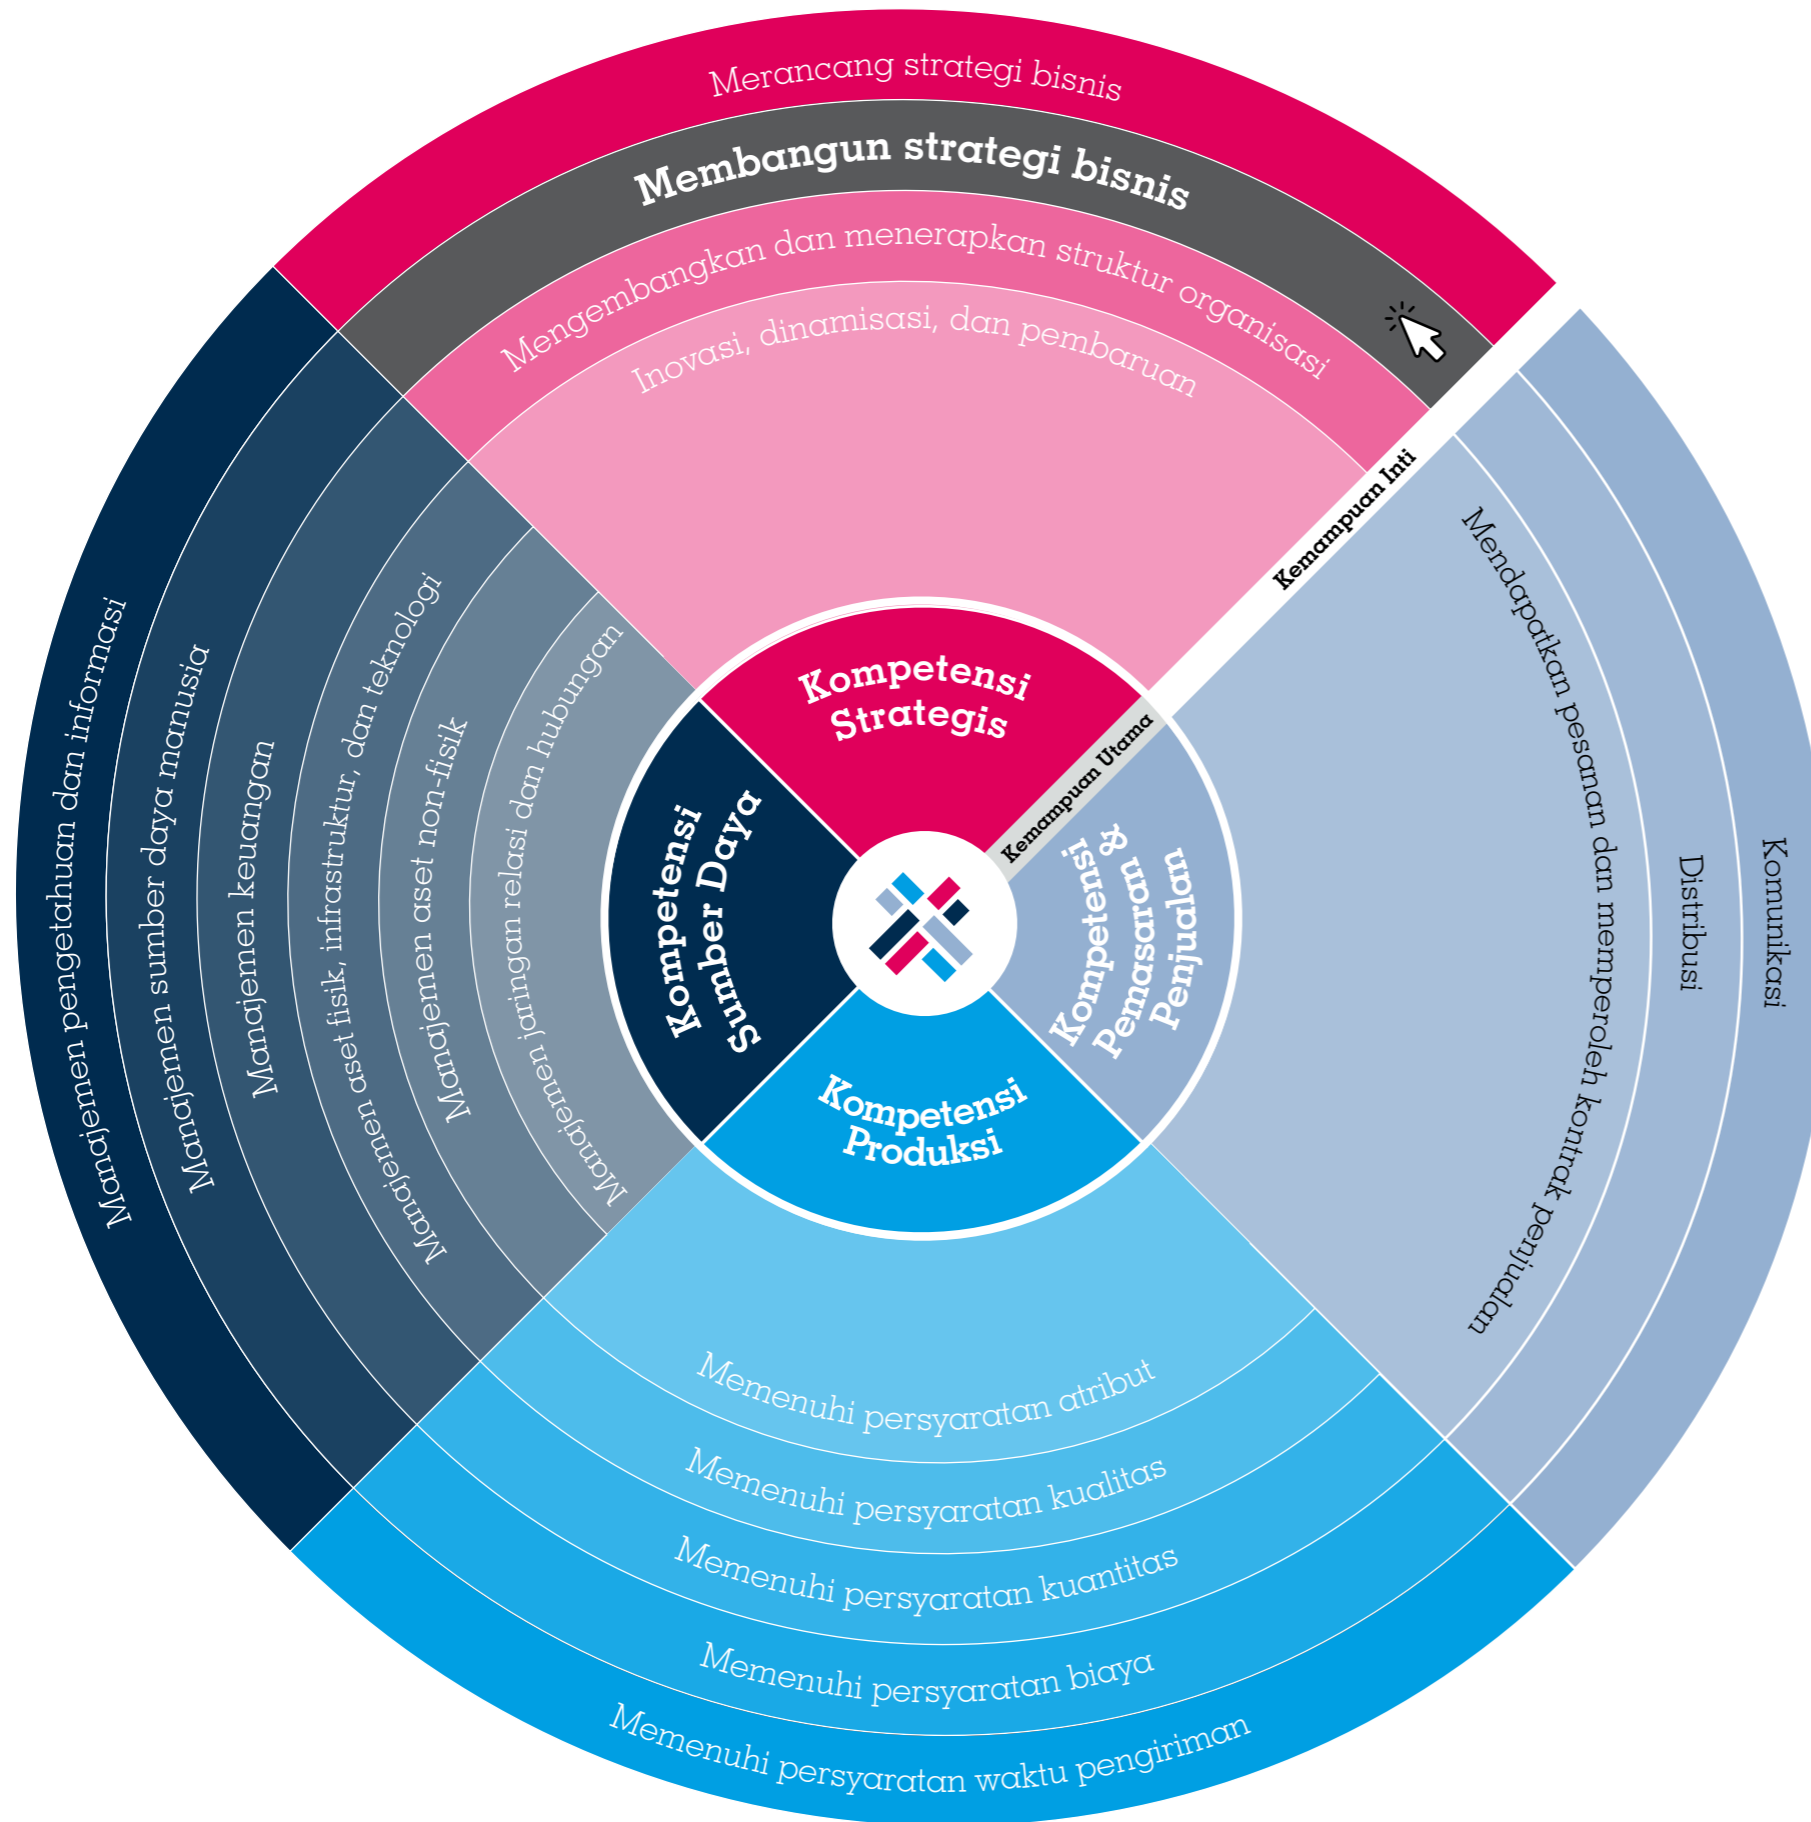 Merancang strategi bisnis
Membangun strategi bisnis
Mengembangkan dan menerapkan struktur organisasi
Inovasi, dinamisasi, dan pembaruan
Kompetensi
Strategis
Kemampuan Inti
Kemampuan Utama
Komunikasi
Distribusi
Mendapatkan pesanan dan memperoleh kontrak penjualan
Kompetensi
Pemasaran &
Penjualan
Kompetensi
Produksi
Memenuhi persyaratan atribut
Memenuhi persyaratan kualitas
Memenuhi persyaratan kuantitas
Memenuhi persyaratan biaya
Memenuhi persyaratan waktu pengiriman
Manajemen pengetahuan dan informasi
Manajemen sumber daya manusia
Manajemen keuangan
Manajemen aset fisik, infrastruktur, dan teknologi
Manajemen aset non-fisik
Manajemen jaringan relasi dan hubungan
Kompetensi
Sumber Daya